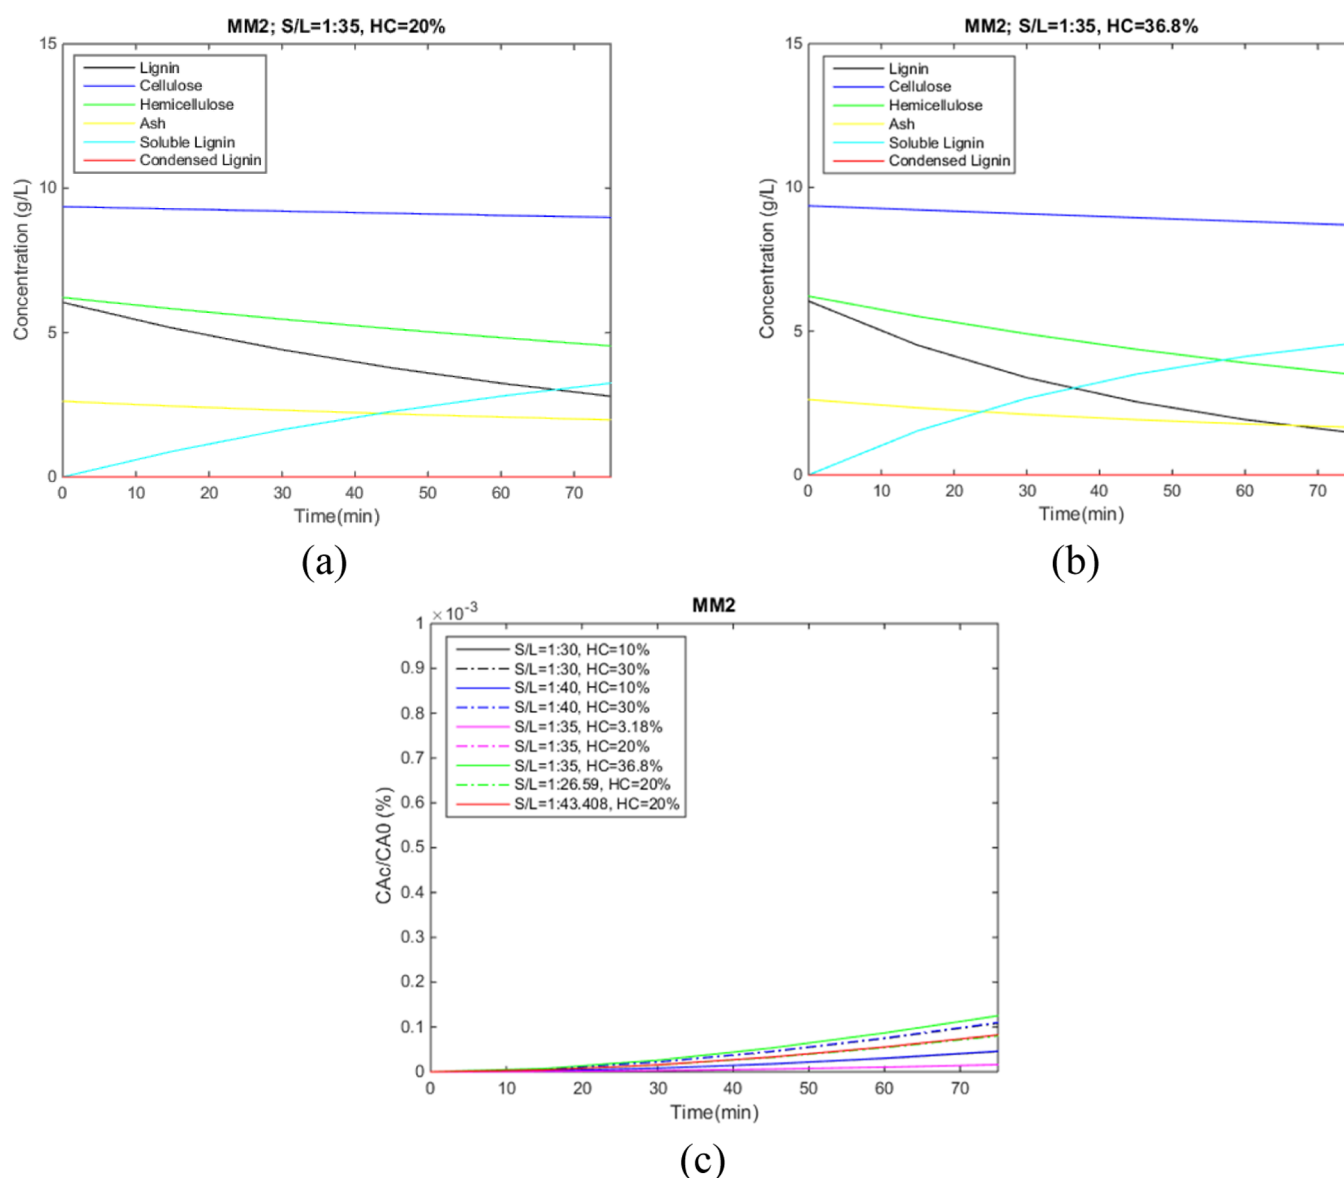 MM2; S/L=1:35, HC=20%
15
10
5
0
Concentration (g/L)
Lignin
Cellulose
Hemicellulose
Ash
Soluble Lignin
Condensed Lignin
0 10 20 30 40 50 60 70
Time(min)
(a)
MM2; S/L=1:35, HC=36.8%
15
10
5
0
Concentration (g/L)
Lignin
Cellulose
Hemicellulose
Ash
Soluble Lignin
Condensed Lignin
0 10 20 30 40 50 60 70
Time(min)
(b)
MM2
×10⁻³
1
0.9
0.8
0.7
0.6
0.5
0.4
0.3
0.2
0.1
0
CAc/CA0 (%)
S/L=1:30, HC=10%
S/L=1:30, HC=30%
S/L=1:40, HC=10%
S/L=1:40, HC=30%
S/L=1:35, HC=3.18%
S/L=1:35, HC=20%
S/L=1:35, HC=36.8%
S/L=1:26.59, HC=20%
S/L=1:43.408, HC=20%
0 10 20 30 40 50 60 70
Time(min)
(c)